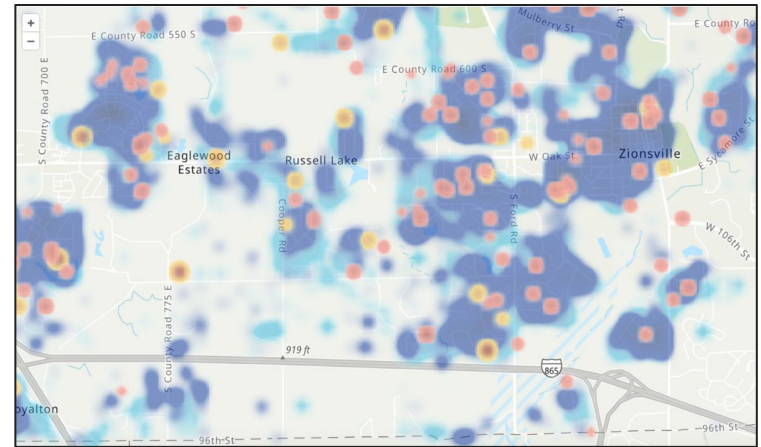 +
Mulberry St
t Rd
E County Ro
E County Road 550 S
−
E County Road 600 S
S County Road 700 E
E Sycamore St
Eaglewood
Estates
Russell Lake
W Oak St
Zionsville
Cooper Rd
S Ford Rd
W 106th St
S County Road 775 E
919 ft
865
oyalton
96th St
96th St